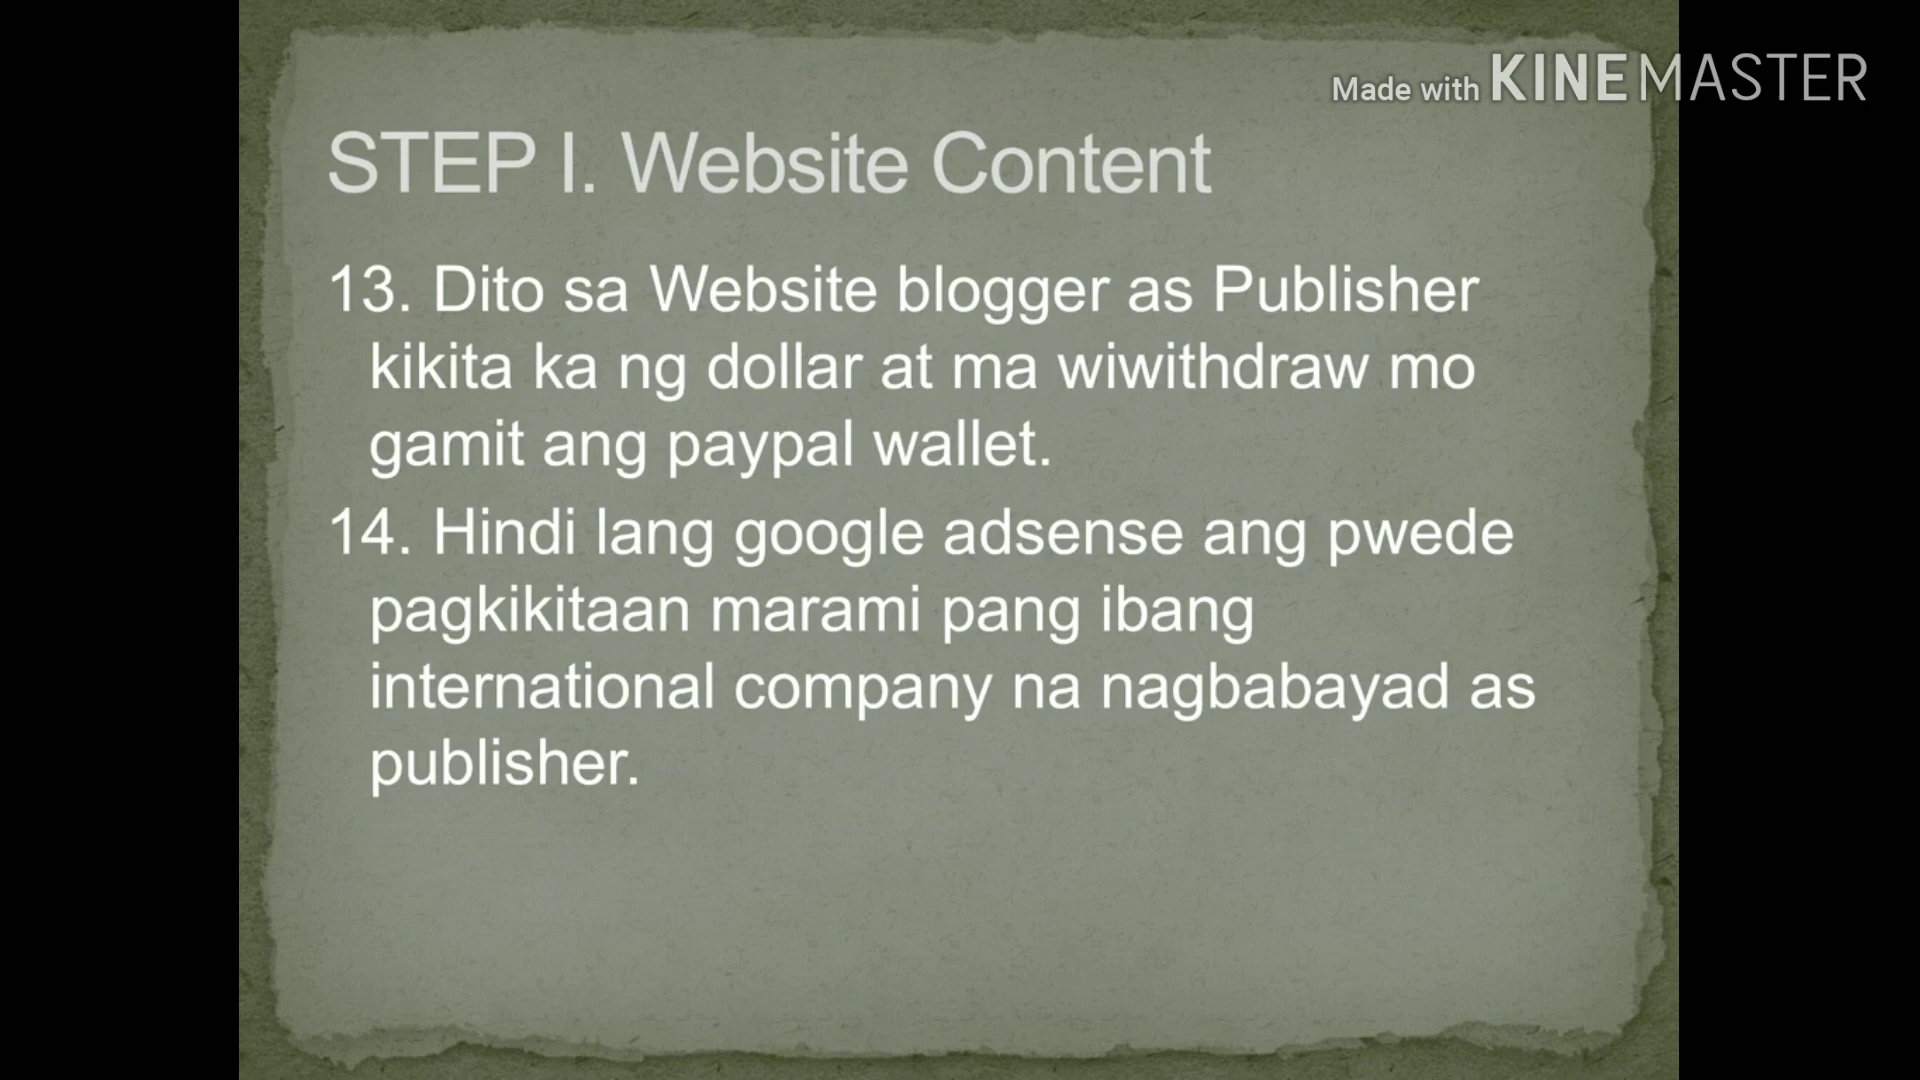 Made with KINEMASTER
STEP I. Website Content
13. Dito sa Website blogger as Publisher
kikita ka ng dollar at ma wiwithdraw mo
gamit ang paypal wallet.
14. Hindi lang google adsense ang pwede
pagkikitaan marami pang ibang
international company na nagbabayad as
publisher.